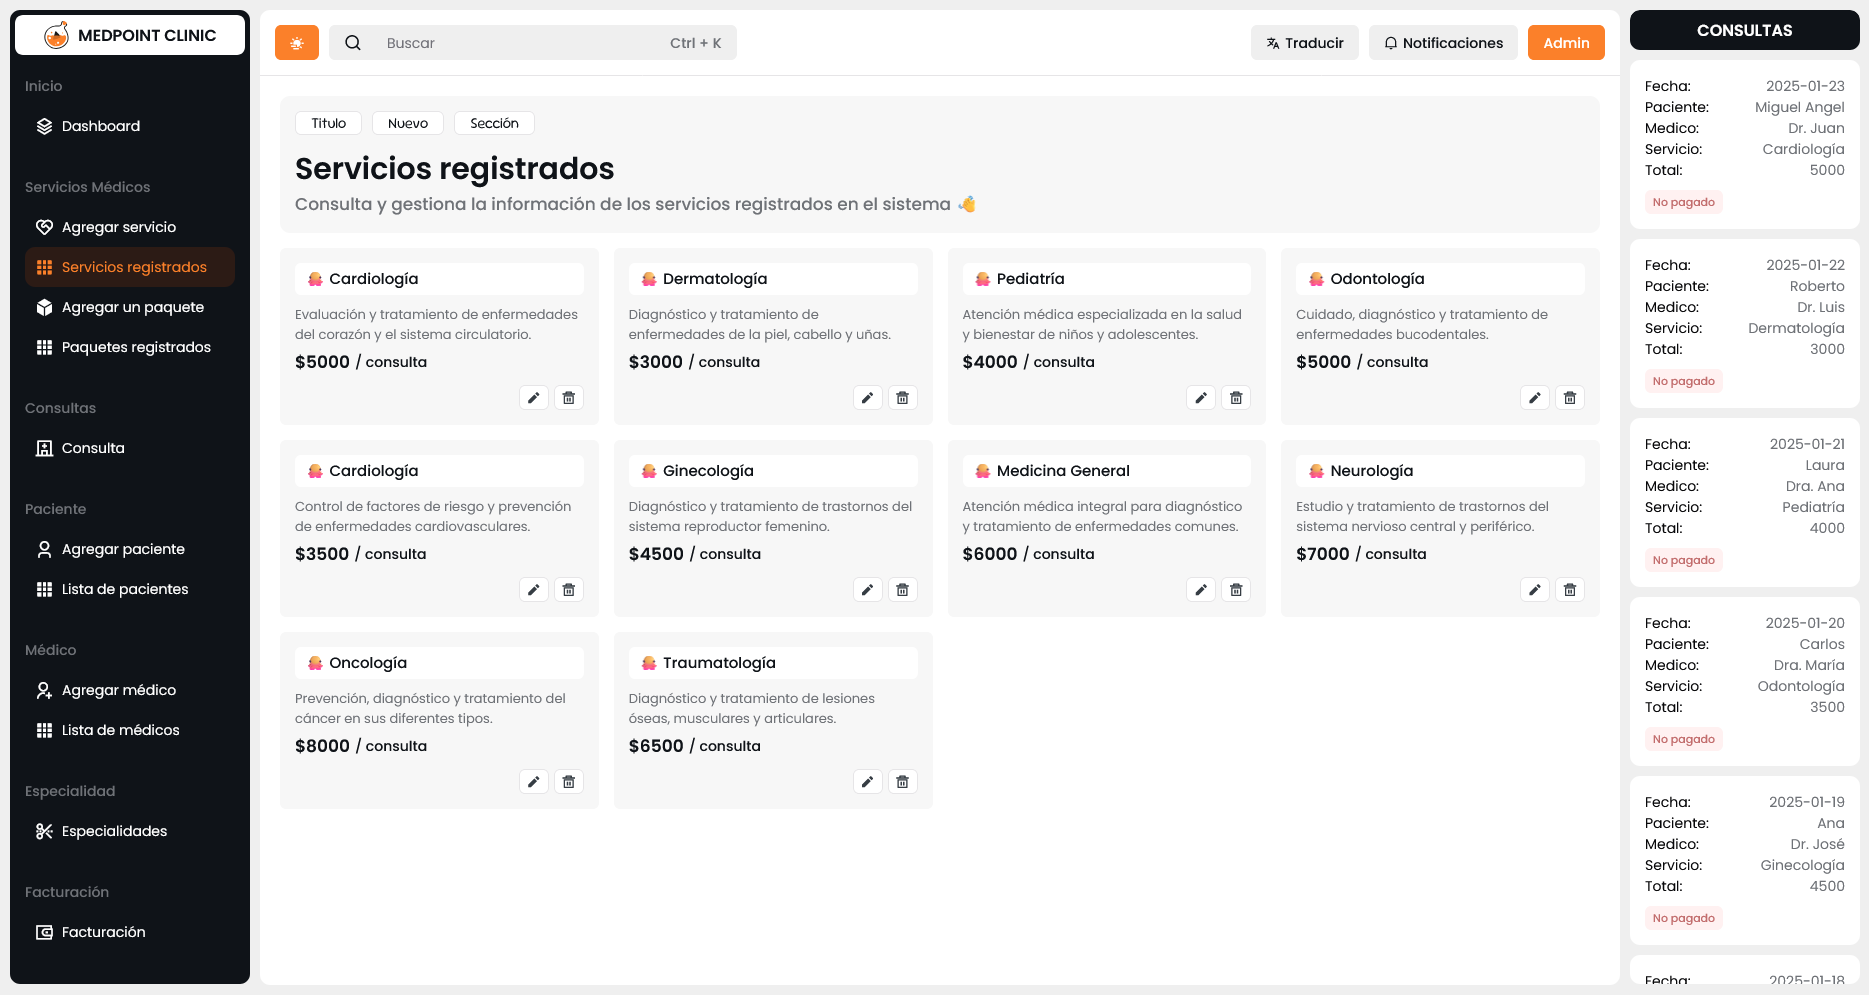 MEDPOINT CLINIC
Inicio
Dashboard
Servicios Médicos
Agregar servicio
Servicios registrados
Agregar un paquete
Paquetes registrados
Consultas
Consulta
Paciente
Agregar paciente
Lista de pacientes
Médico
Agregar médico
Lista de médicos
Especialidad
Especialidades
Facturación
Facturación
Buscar Ctrl + K
Traducir
Notificaciones
Admin
Titulo Nuevo Sección
Servicios registrados
Consulta y gestiona la información de los servicios registrados en el sistema
Cardiología
Evaluación y tratamiento de enfermedades
del corazón y el sistema circulatorio.
$5000 / consulta
Dermatología
Diagnóstico y tratamiento de
enfermedades de la piel, cabello y uñas.
$3000 / consulta
Pediatría
Atención médica especializada en la salud
y bienestar de niños y adolescentes.
$4000 / consulta
Odontología
Cuidado, diagnóstico y tratamiento de
enfermedades bucodentales.
$5000 / consulta
Cardiología
Control de factores de riesgo y prevención
de enfermedades cardiovasculares.
$3500 / consulta
Ginecología
Diagnóstico y tratamiento de trastornos del
sistema reproductor femenino.
$4500 / consulta
Medicina General
Atención médica integral para diagnóstico
y tratamiento de enfermedades comunes.
$6000 / consulta
Neurología
Estudio y tratamiento de trastornos del
sistema nervioso central y periférico.
$7000 / consulta
Oncología
Prevención, diagnóstico y tratamiento del
cáncer en sus diferentes tipos.
$8000 / consulta
Traumatología
Diagnóstico y tratamiento de lesiones
óseas, musculares y articulares.
$6500 / consulta
CONSULTAS
Fecha: 2025-01-23
Paciente: Miguel Angel
Medico: Dr. Juan
Servicio: Cardiología
Total: 5000
No pagado
Fecha: 2025-01-22
Paciente: Roberto
Medico: Dr. Luis
Servicio: Dermatología
Total: 3000
No pagado
Fecha: 2025-01-21
Paciente: Laura
Medico: Dra. Ana
Servicio: Pediatría
Total: 4000
No pagado
Fecha: 2025-01-20
Paciente: Carlos
Medico: Dra. María
Servicio: Odontología
Total: 3500
No pagado
Fecha: 2025-01-19
Paciente: Ana
Medico: Dr. José
Servicio: Ginecología
Total: 4500
No pagado
Fecha: 2025-01-18